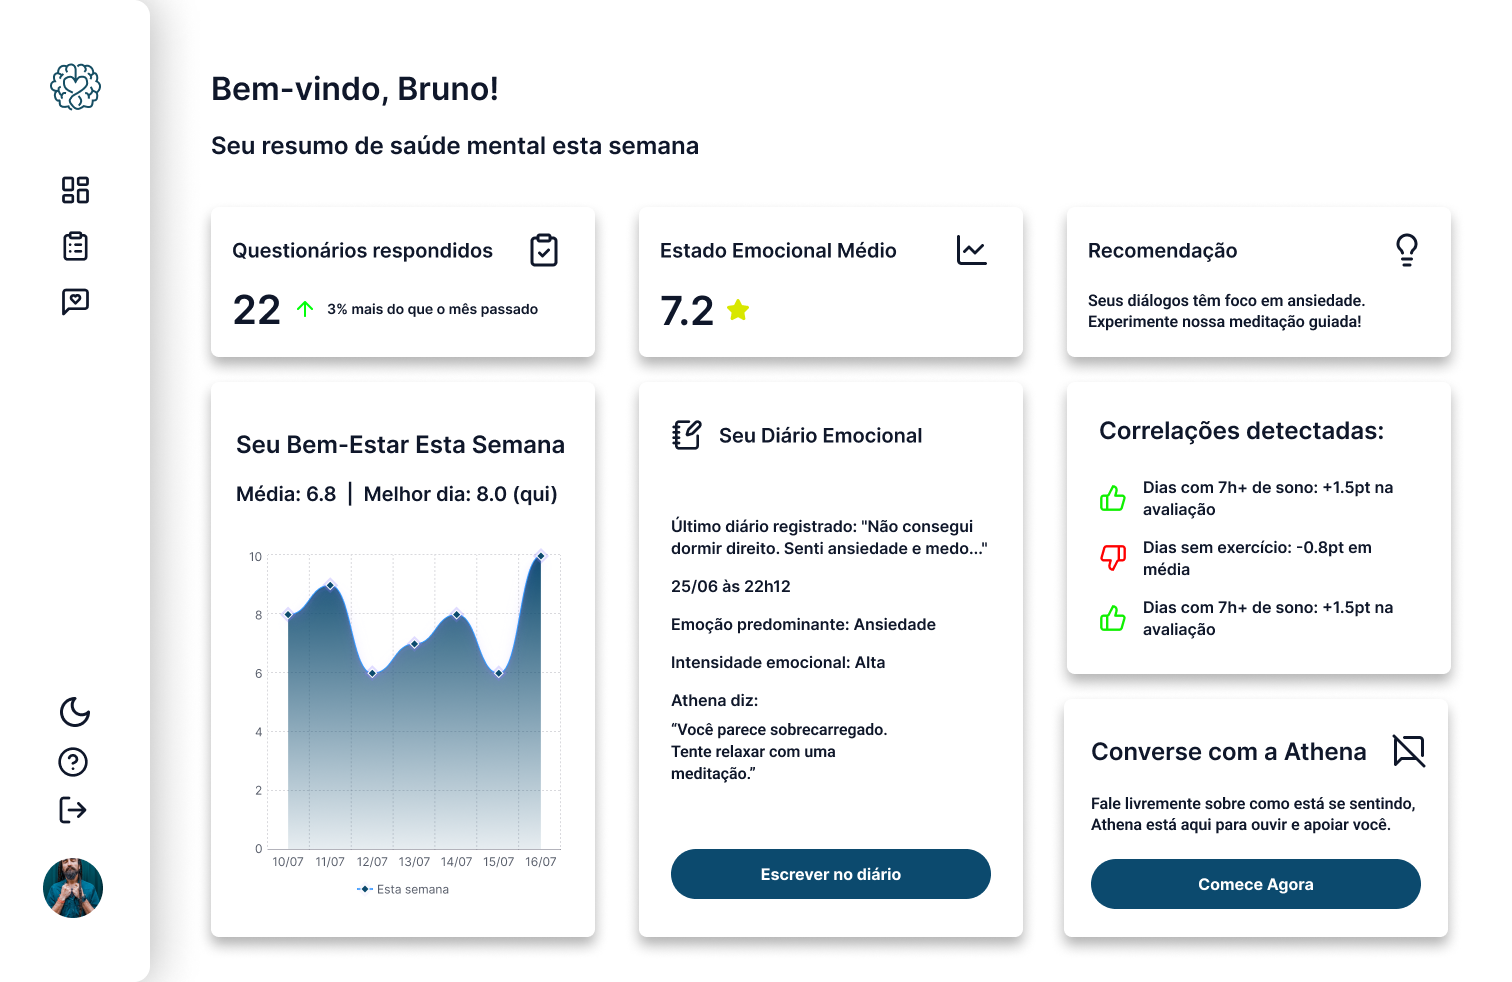 Bem-vindo, Bruno!
Seu resumo de saúde mental esta semana
Questionários respondidos
22
3% mais do que o mês passado
Estado Emocional Médio
7.2
Recomendação
Seus diálogos têm foco em ansiedade.
Experimente nossa meditação guiada!
Seu Bem-Estar Esta Semana
Média: 6.8 | Melhor dia: 8.0 (qui)
10
8
6
4
2
0
10/07 11/07 12/07 13/07 14/07 15/07 16/07
Esta semana
Seu Diário Emocional
Último diário registrado: "Não consegui
dormir direito. Senti ansiedade e medo..."
25/06 às 22h12
Emoção predominante: Ansiedade
Intensidade emocional: Alta
Athena diz:
“Você parece sobrecarregado.
Tente relaxar com uma
meditação.”
Escrever no diário
Correlações detectadas:
Dias com 7h+ de sono: +1.5pt na
avaliação
Dias sem exercício: -0.8pt em
média
Dias com 7h+ de sono: +1.5pt na
avaliação
Converse com a Athena
Fale livremente sobre como está se sentindo,
Athena está aqui para ouvir e apoiar você.
Comece Agora